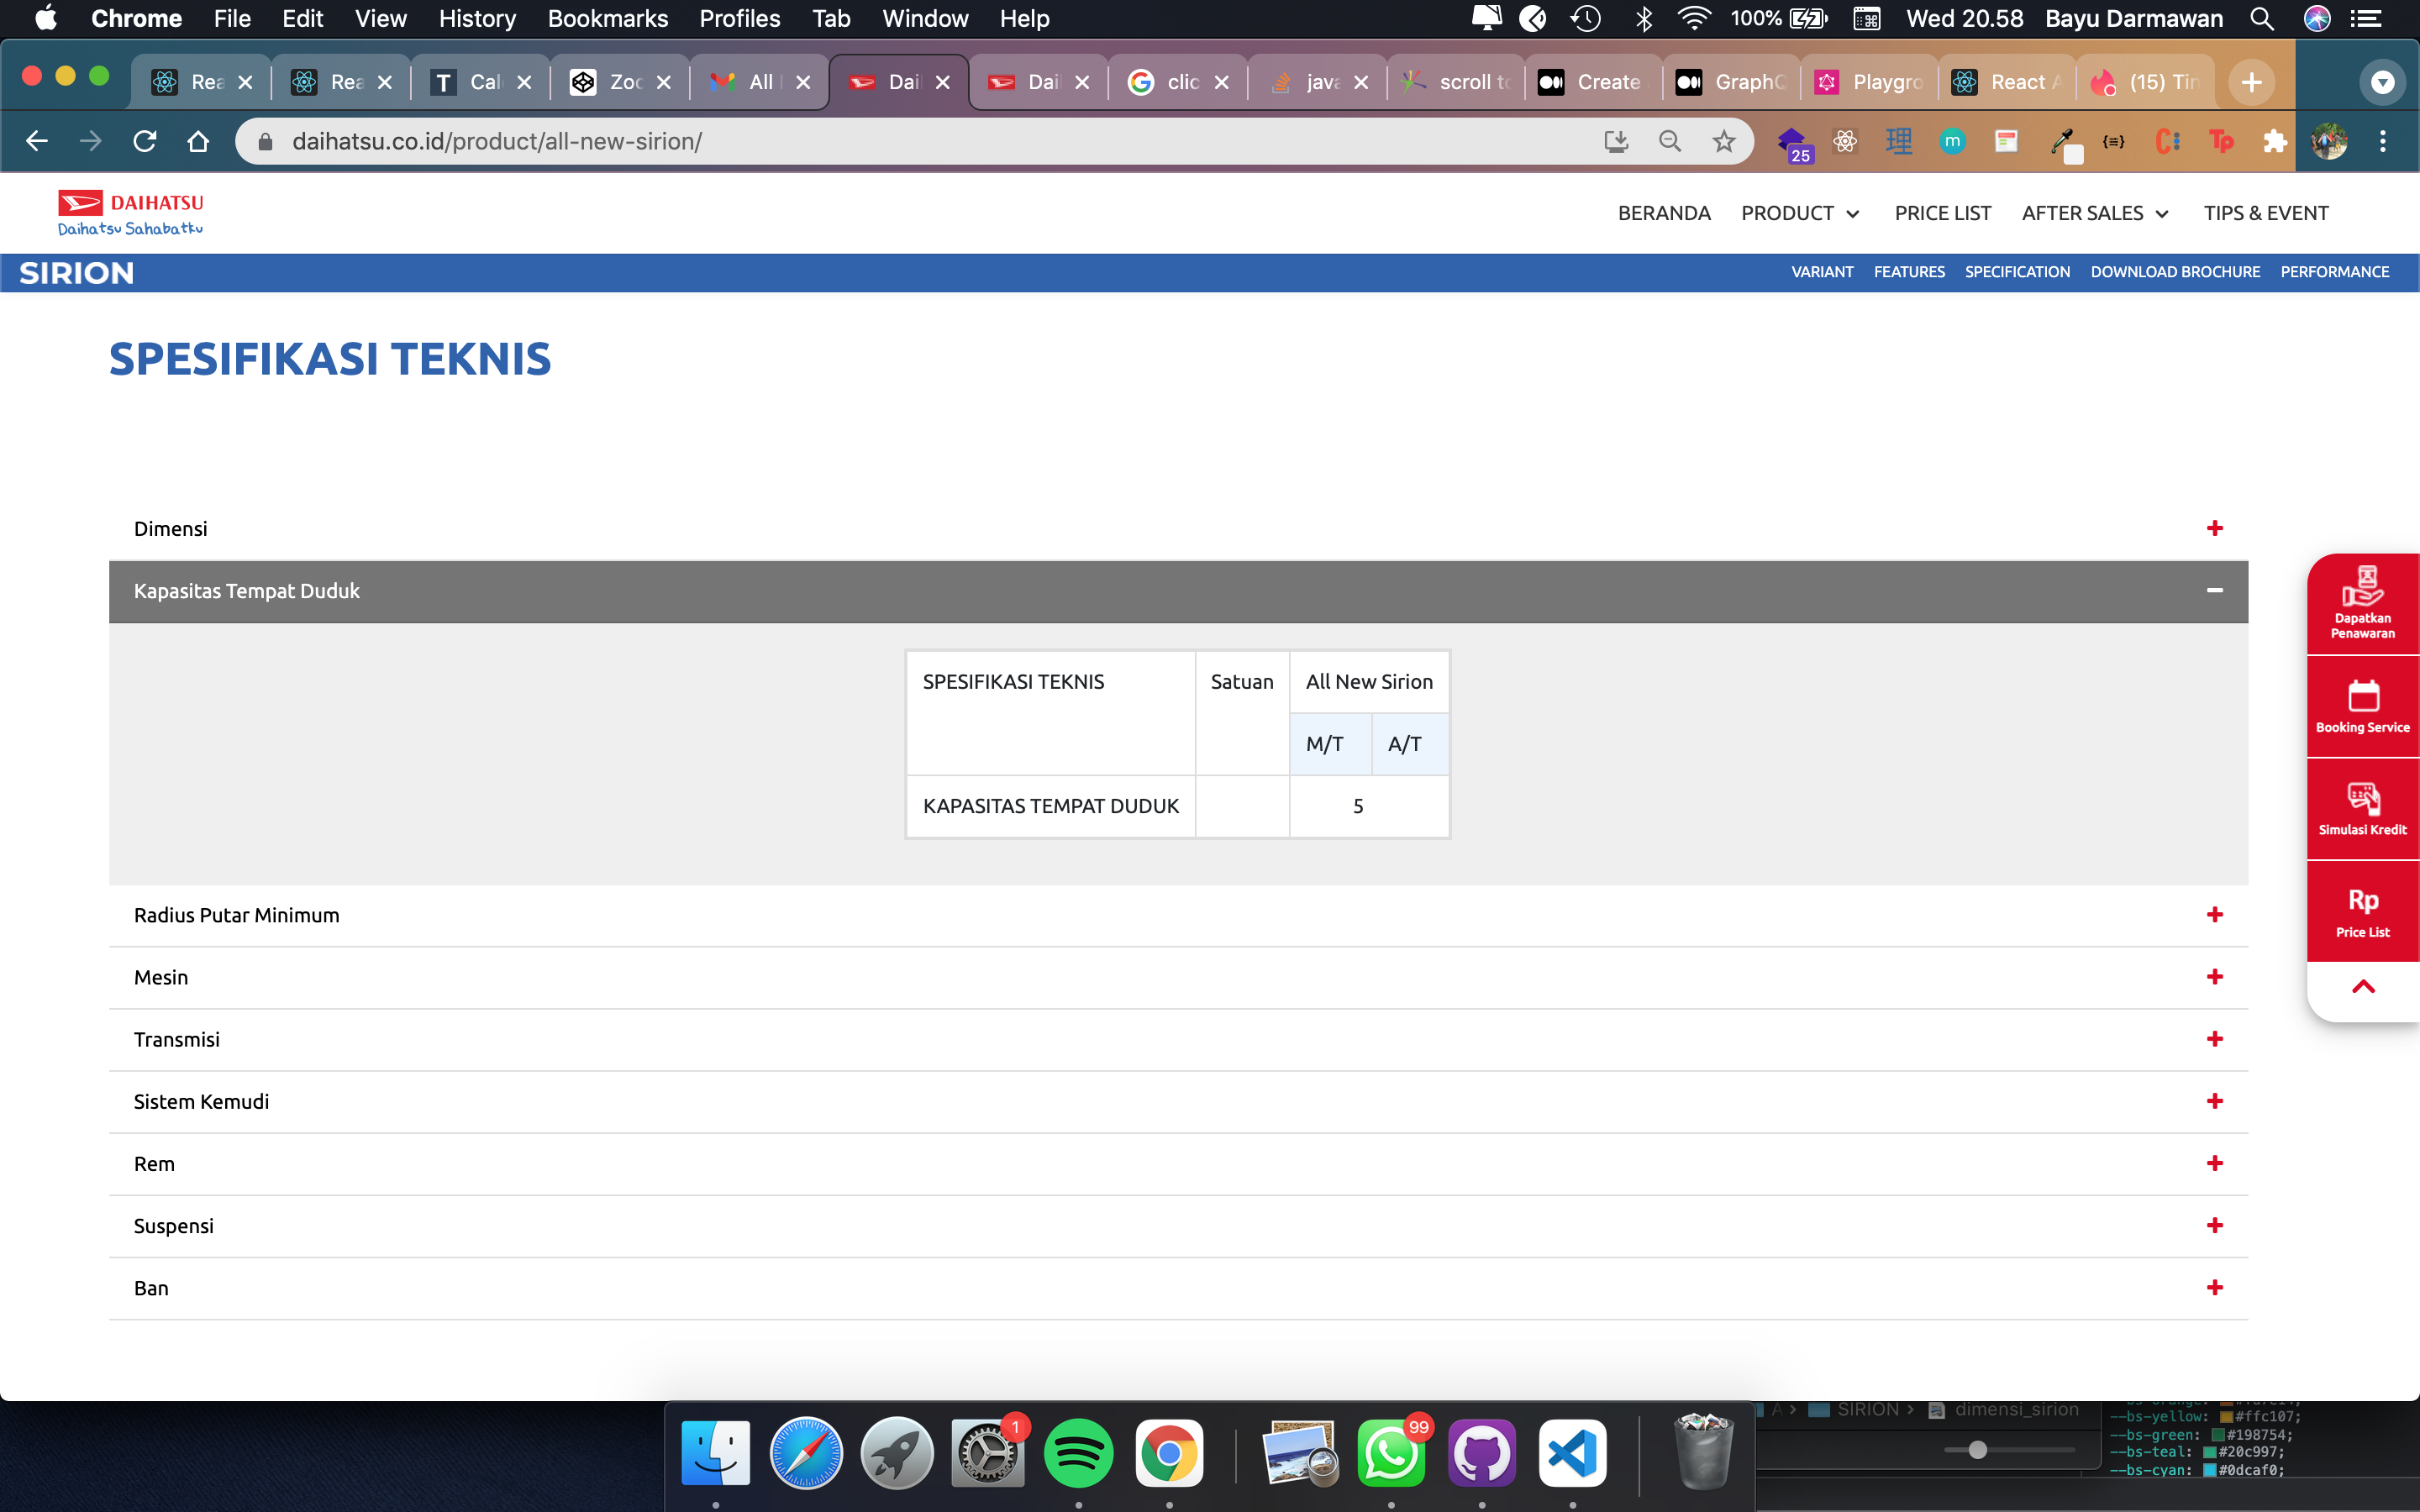 Chrome File Edit View History Bookmarks Profiles Tab Window Help 100% Wed 20.58 Bayu Darmawan
Rea Rea T Cal Zoo All Dai Dai clic java scroll to Create GraphQ Playgro React A (15) Tin
daihatsu.co.id/product/all-new-sirion/ 25 理 m {≡} C Tp
DAIHATSU
Daihatsu Sahabatku
BERANDA PRODUCT PRICE LIST AFTER SALES TIPS & EVENT
SIRION VARIANT FEATURES SPECIFICATION DOWNLOAD BROCHURE PERFORMANCE
SPESIFIKASI TEKNIS
Dimensi
Kapasitas Tempat Duduk
SPESIFIKASI TEKNIS Satuan All New Sirion
M/T A/T
KAPASITAS TEMPAT DUDUK 5
Radius Putar Minimum
Mesin
Transmisi
Sistem Kemudi
Rem
Suspensi
Ban
Dapatkan
Penawaran
Booking Service
Simulasi Kredit
Rp
Price List
1
99
A > SIRION > dimensi_sirion
--bs-yellow: #ffc107;
--bs-green: #198754;
--bs-teal: #20c997;
--bs-cyan: #0dcaf0;